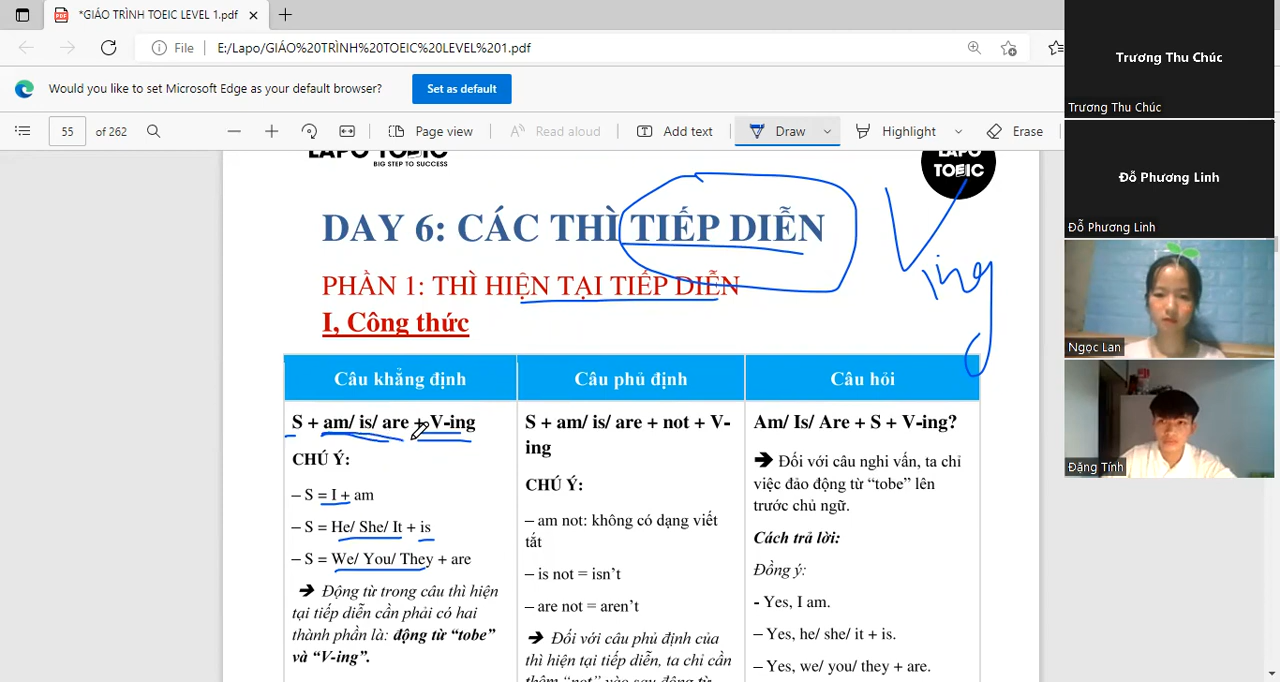 *GIÁO TRÌNH TOEIC LEVEL 1.pdf
File
E:/Lapo/GIÁO%20TRÌNH%20TOEIC%20LEVEL%201.pdf
Would you like to set Microsoft Edge as your default browser?
Set as default
55
of 262
Page view
Read aloud
Add text
Draw
Highlight
Erase
LAPO TOEIC
BIG STEP TO SUCCESS
LAPO
TOEIC
DAY 6: CÁC THÌ TIẾP DIỄN
Ving
PHẦN 1: THÌ HIỆN TẠI TIẾP DIỄN
I, Công thức
Câu khẳng định
S + am/ is/ are + V-ing
CHÚ Ý:
– S = I + am
– S = He/ She/ It + is
– S = We/ You/ They + are
➔ Động từ trong câu thì hiện
tại tiếp diễn cần phải có hai
thành phần là: động từ “tobe”
và “V-ing”.
Câu phủ định
S + am/ is/ are + not + V-
ing
CHÚ Ý:
– am not: không có dạng viết
tắt
– is not = isn’t
– are not = aren’t
➔ Đối với câu phủ định của
thì hiện tại tiếp diễn, ta chỉ cần
thêm “not” vào sau động từ
Câu hỏi
Am/ Is/ Are + S + V-ing?
➔ Đối với câu nghi vấn, ta chỉ
việc đảo động từ “tobe” lên
trước chủ ngữ.
Cách trả lời:
Đồng ý:
- Yes, I am.
– Yes, he/ she/ it + is.
– Yes, we/ you/ they + are.
Trương Thu Chúc
Trương Thu Chúc
Đỗ Phương Linh
Đỗ Phương Linh
Ngọc Lan
Đặng Tính